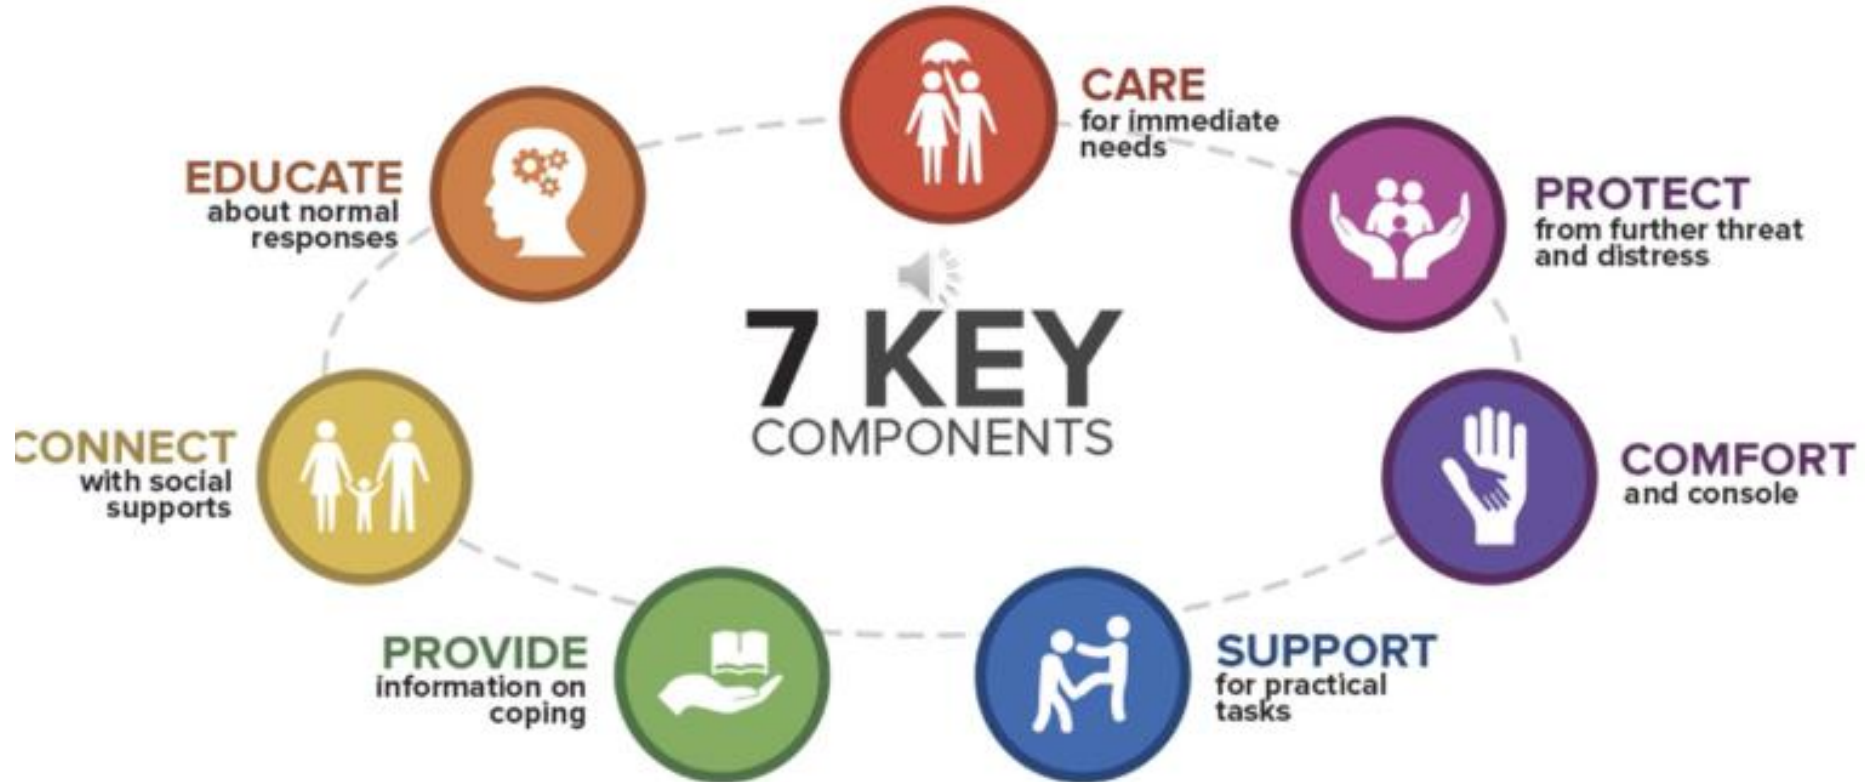 CARE
for immediate
needs
PROTECT
from further threat
and distress
COMFORT
and console
SUPPORT
for practical
tasks
PROVIDE
information on
coping
CONNECT
with social
supports
EDUCATE
about normal
responses
7 KEY
COMPONENTS